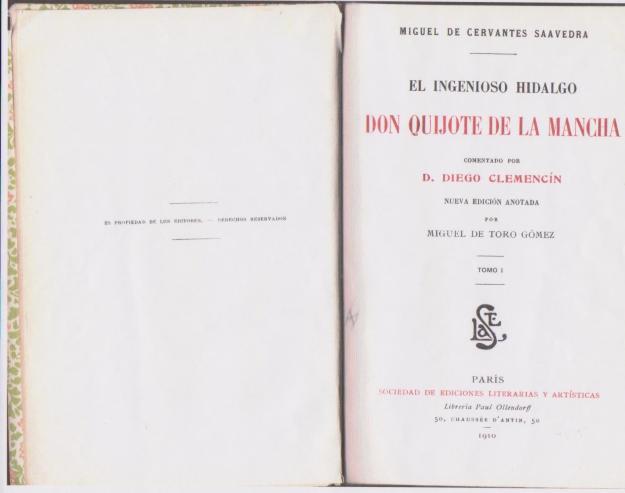 ES PROPIEDAD DE LOS EDITORES. — DERECHOS RESERVADOS
MIGUEL DE CERVANTES SAAVEDRA
EL INGENIOSO HIDALGO
DON QUIJOTE DE LA MANCHA
COMENTADO POR
D. DIEGO CLEMENCÍN
NUEVA EDICIÓN ANOTADA
POR
MIGUEL DE TORO GÓMEZ
TOMO I
PARÍS
SOCIEDAD DE EDICIONES LITERARIAS Y ARTÍSTICAS
Librería Paul Ollendorff
50, CHAUSSÉE D'ANTIN, 50
1910